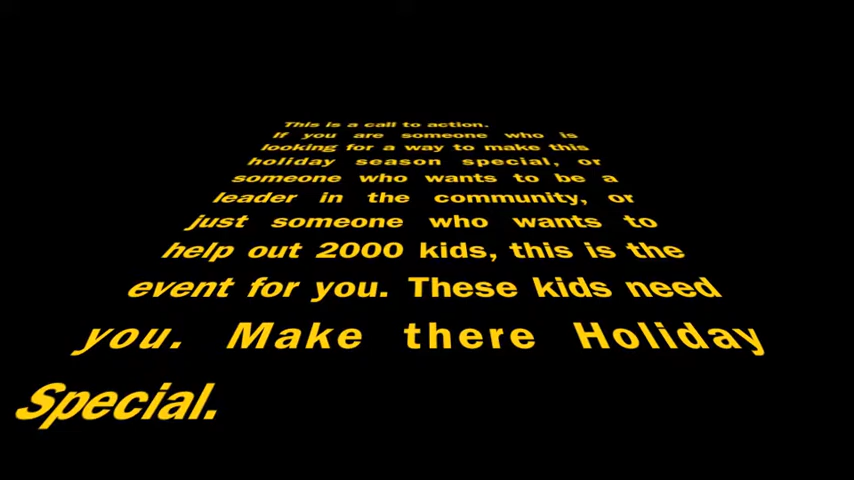 This is a call to action.
If you are someone who is
looking for a way to make this
holiday season special, or
someone who wants to be a
leader in the community, or
just someone who wants to
help out 2000 kids, this is the
event for you. These kids need
you. Make there Holiday
Special.